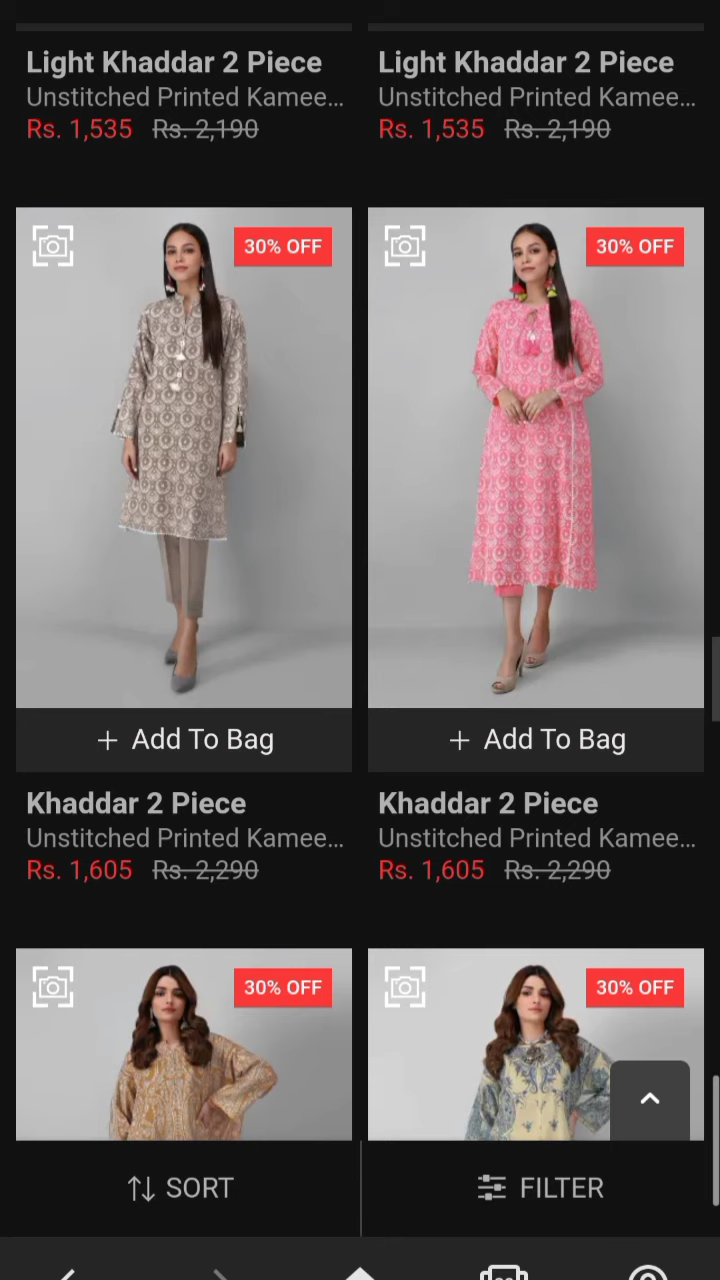 Light Khaddar 2 Piece
Unstitched Printed Kamee...
Rs. 1,535 Rs. 2,190
Light Khaddar 2 Piece
Unstitched Printed Kamee...
Rs. 1,535 Rs. 2,190
30% OFF
30% OFF
+ Add To Bag
+ Add To Bag
Khaddar 2 Piece
Unstitched Printed Kamee...
Rs. 1,605 Rs. 2,290
Khaddar 2 Piece
Unstitched Printed Kamee...
Rs. 1,605 Rs. 2,290
30% OFF
30% OFF
SORT
FILTER